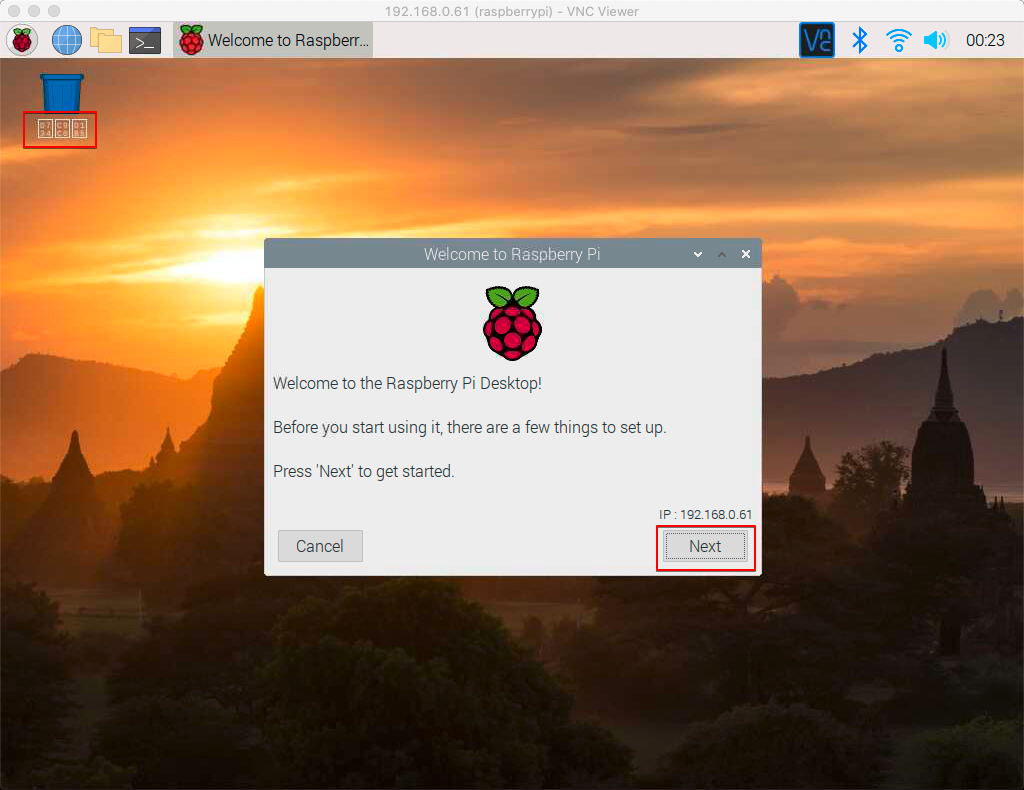 192.168.0.61 (raspberrypi) - VNC Viewer
Welcome to Raspberr...
00:23
Welcome to Raspberry Pi
Welcome to the Raspberry Pi Desktop!
Before you start using it, there are a few things to set up.
Press 'Next' to get started.
IP : 192.168.0.61
Cancel
Next